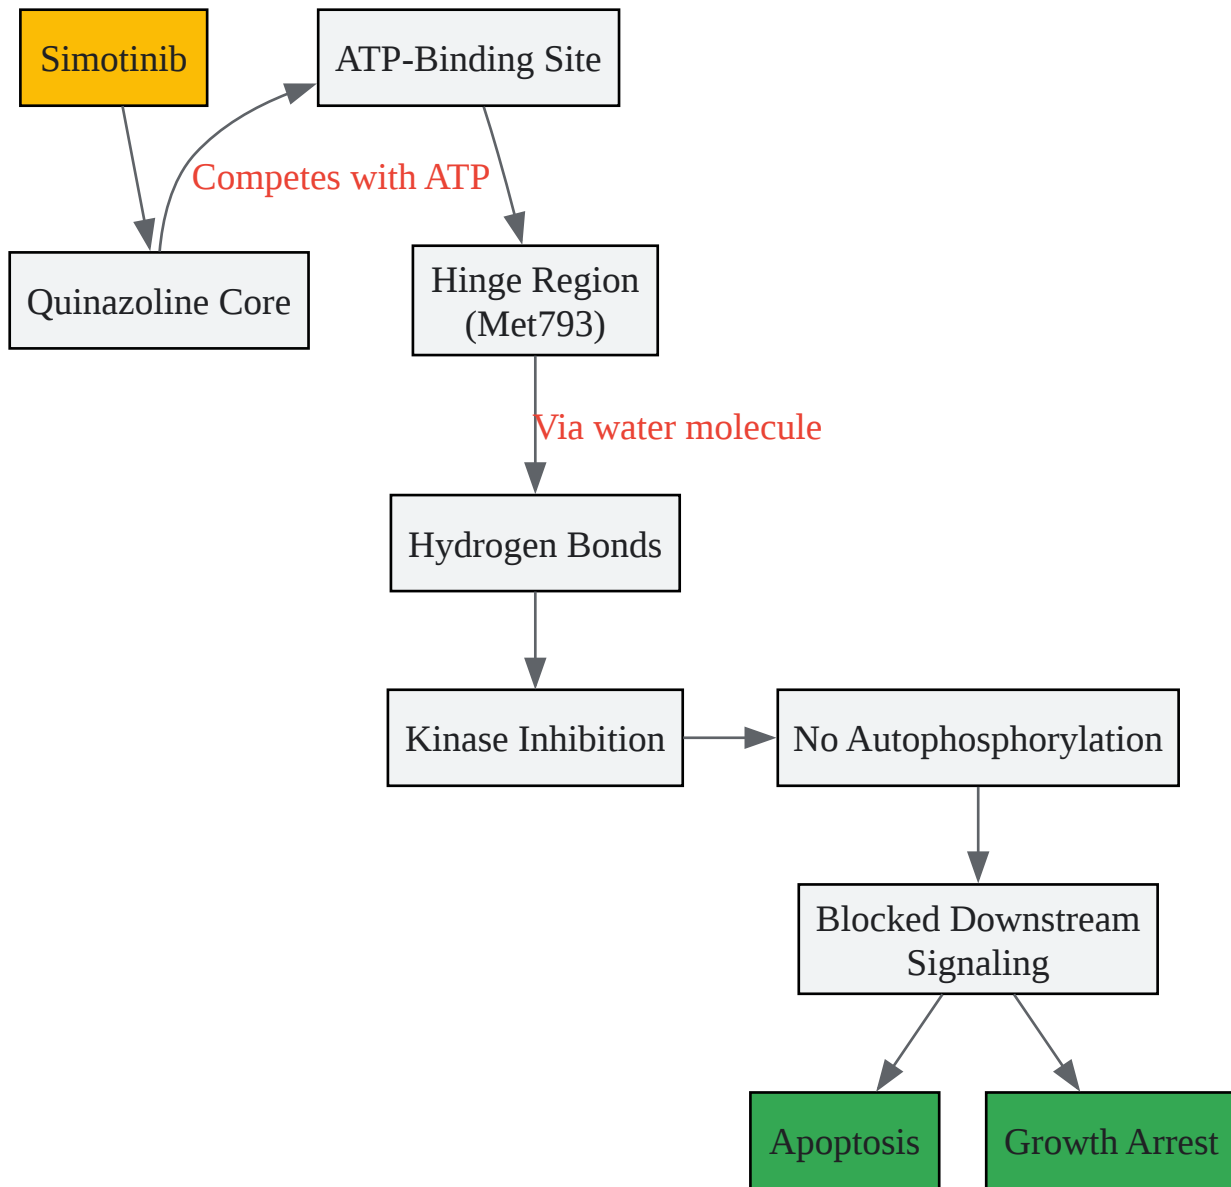 Simotinib
ATP-Binding Site
Competes with ATP
Quinazoline Core
Hinge Region
(Met793)
Via water molecule
Hydrogen Bonds
Kinase Inhibition
No Autophosphorylation
Blocked Downstream
Signaling
Apoptosis
Growth Arrest